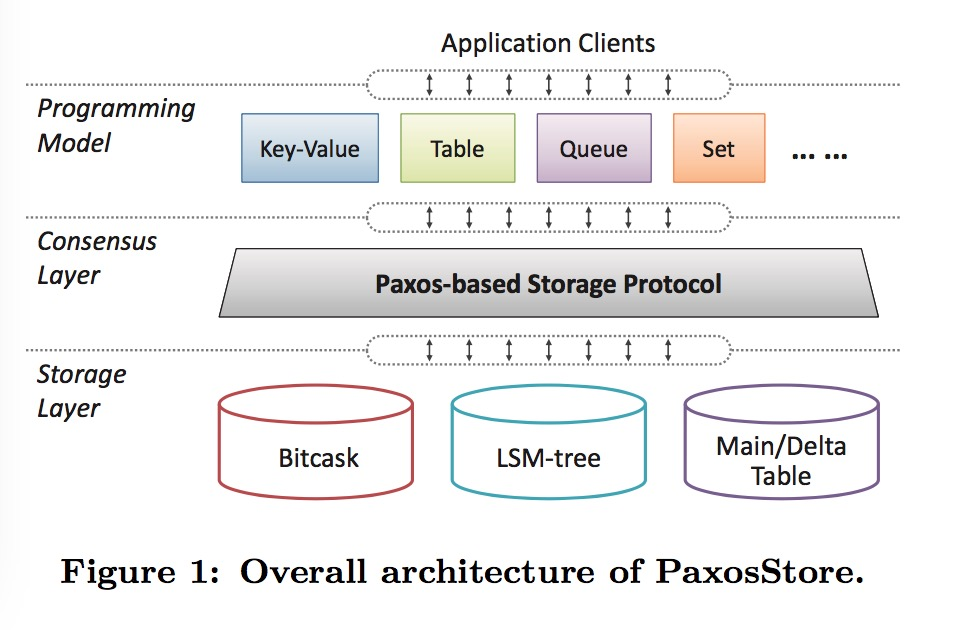 Application Clients
Programming
Model
Key-Value
Table
Queue
Set
... ...
Consensus
Layer
Paxos-based Storage Protocol
Storage
Layer
Bitcask
LSM-tree
Main/Delta
Table
Figure 1: Overall architecture of PaxosStore.